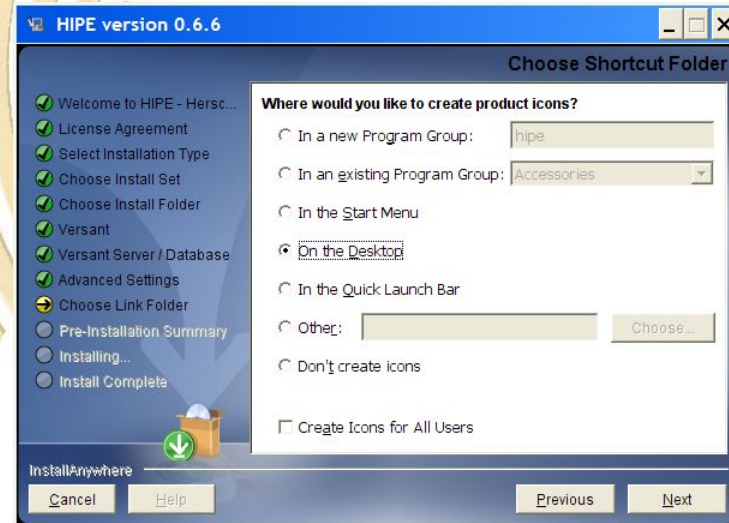 HIPE version 0.6.6
Choose Shortcut Folder
Welcome to HIPE - Hersc...
License Agreement
Select Installation Type
Choose Install Set
Choose Install Folder
Versant
Versant Server / Database
Advanced Settings
Choose Link Folder
Pre-Installation Summary
Installing...
Install Complete
Where would you like to create product icons?
In a new Program Group: hipe
In an existing Program Group: Accessories
In the Start Menu
On the Desktop
In the Quick Launch Bar
Other: Choose...
Don't create icons
Create Icons for All Users
InstallAnywhere
Cancel Help Previous Next